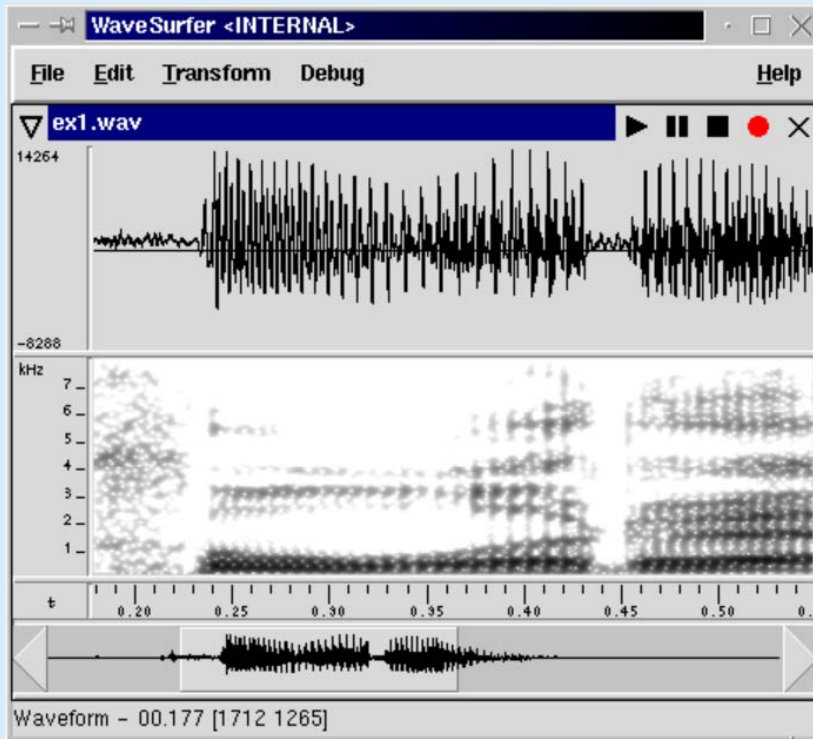 WaveSurfer <INTERNAL>
File Edit Transform Debug Help
ex1.wav
14264
-8288
kHz
7
6
5
4
3
2
1
t 0.20 0.25 0.30 0.35 0.40 0.45 0.50 0.
Waveform - 00.177 [1712 1265]